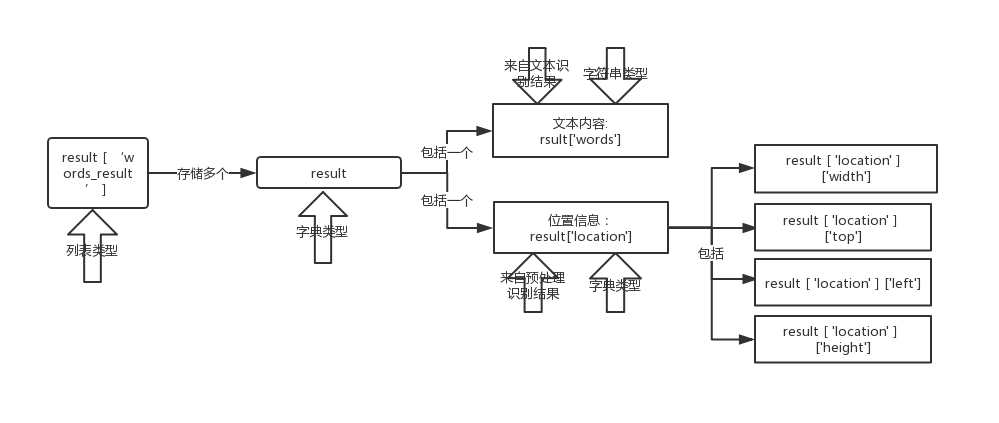 result [ ‘w
ords_result
’ ]
列表类型
存储多个
result
字典类型
包括一个
包括一个
来自文本识
别结果
字符串类型
文本内容:
rsult['words']
位置信息：
result['location']
来自预处理
识别结果
字典类型
包括
result [ 'location' ]
['width']
result [ 'location' ]
['top']
result [ 'location' ] ['left']
result [ 'location' ]
['height']